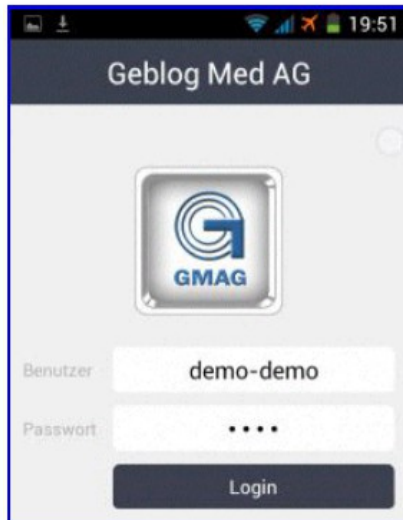 19:51
Geblog Med AG
GMAG
Benutzer demo-demo
Passwort ••••
Login